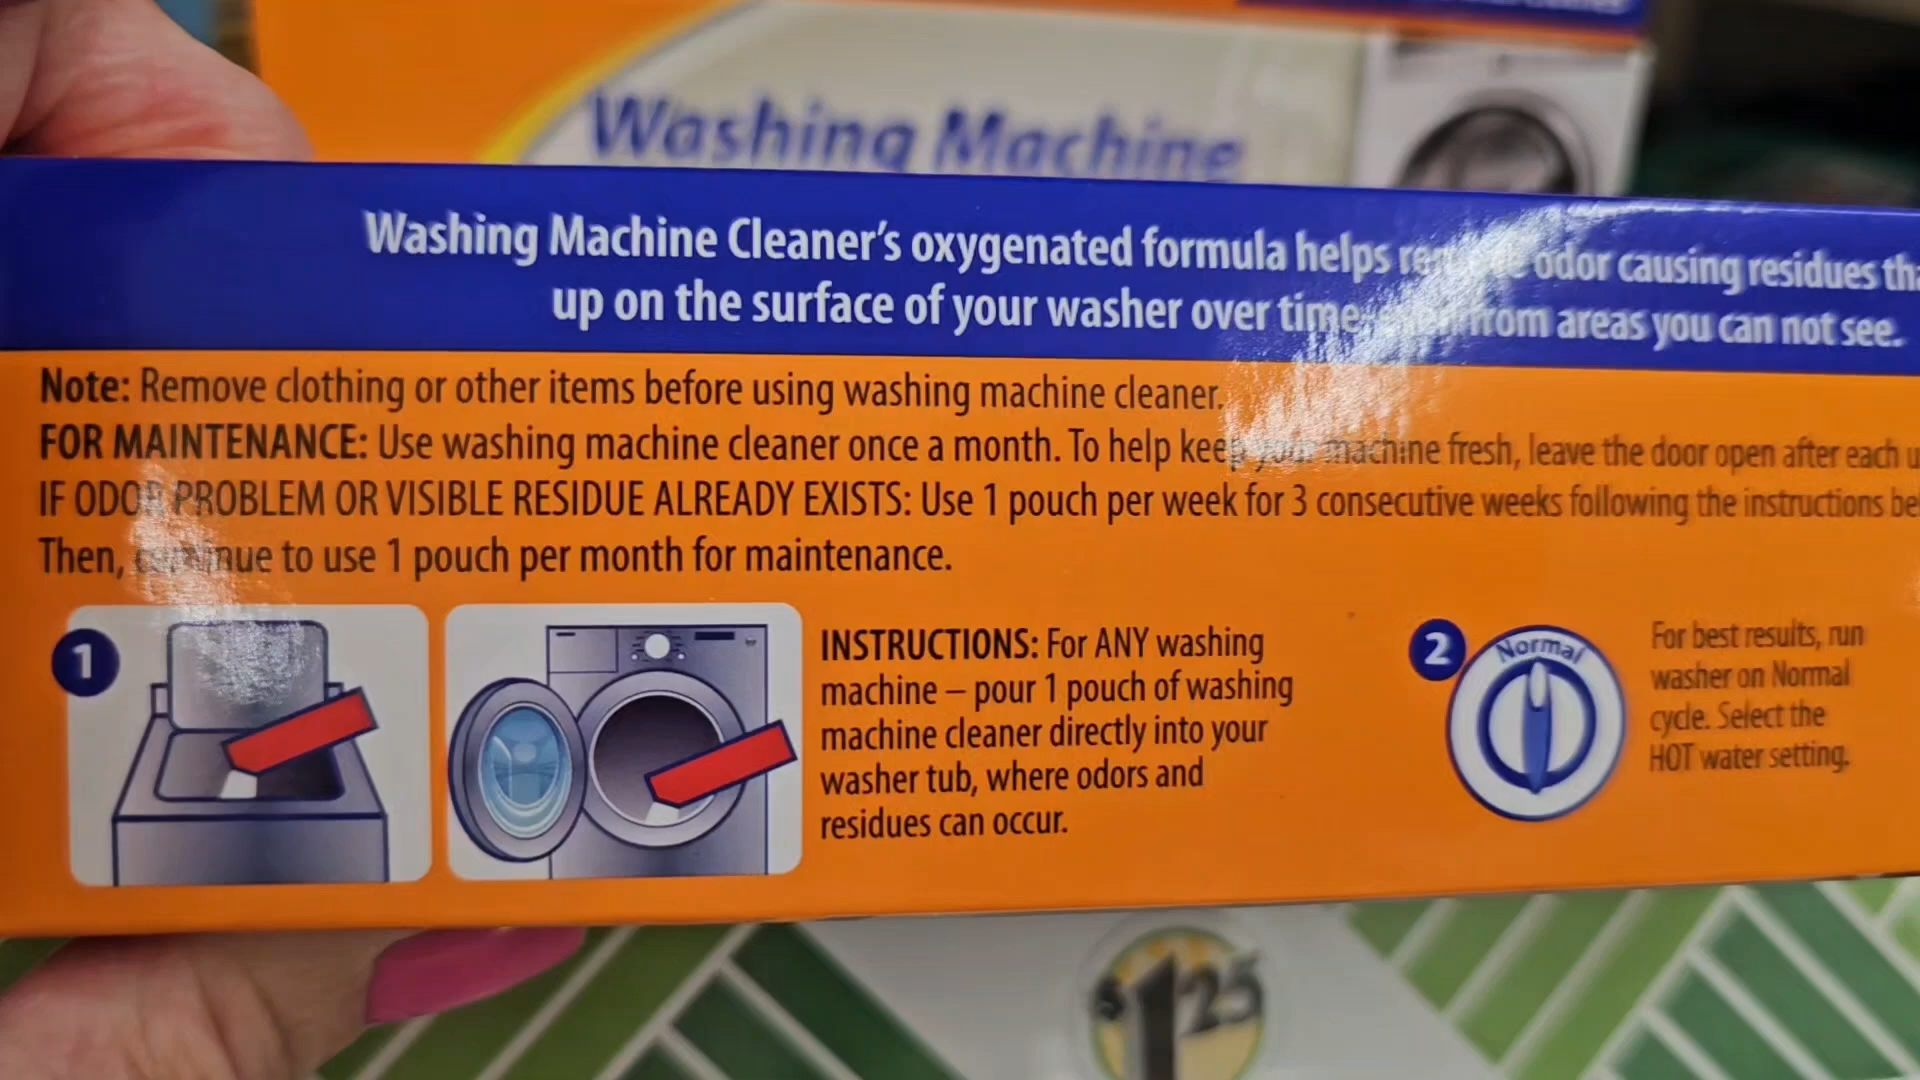 Washing Machine
Washing Machine Cleaner's oxygenated formula helps odor causing residues
up on the surface of your washer over time, from areas you can not see.
Note: Remove clothing or other items before using washing machine cleaner.
FOR MAINTENANCE: Use washing machine cleaner once a month. To help keep your machine fresh, leave the door open after each
IF ODOR PROBLEM OR VISIBLE RESIDUE ALREADY EXISTS: Use 1 pouch per week for 3 consecutive weeks following the instructions
Then, continue to use 1 pouch per month for maintenance.
1
INSTRUCTIONS: For ANY washing
machine – pour 1 pouch of washing
machine cleaner directly into your
washer tub, where odors and
residues can occur.
2
Normal
For best results, run
washer on Normal
cycle. Select the
HOT water setting.
$1.25